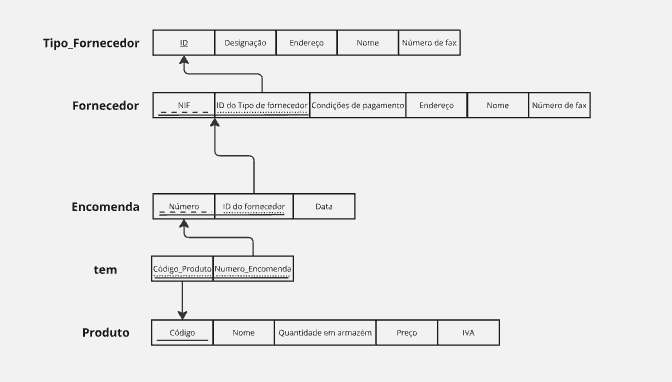 Tipo_Fornecedor ID Designação Endereço Nome Número de fax
Fornecedor NIF ID do Tipo de fornecedor Condições de pagamento Endereço Nome Número de fax
Encomenda Número ID do fornecedor Data
tem Código_Produto Numero_Encomenda
Produto Código Nome Quantidade em armazém Preço IVA